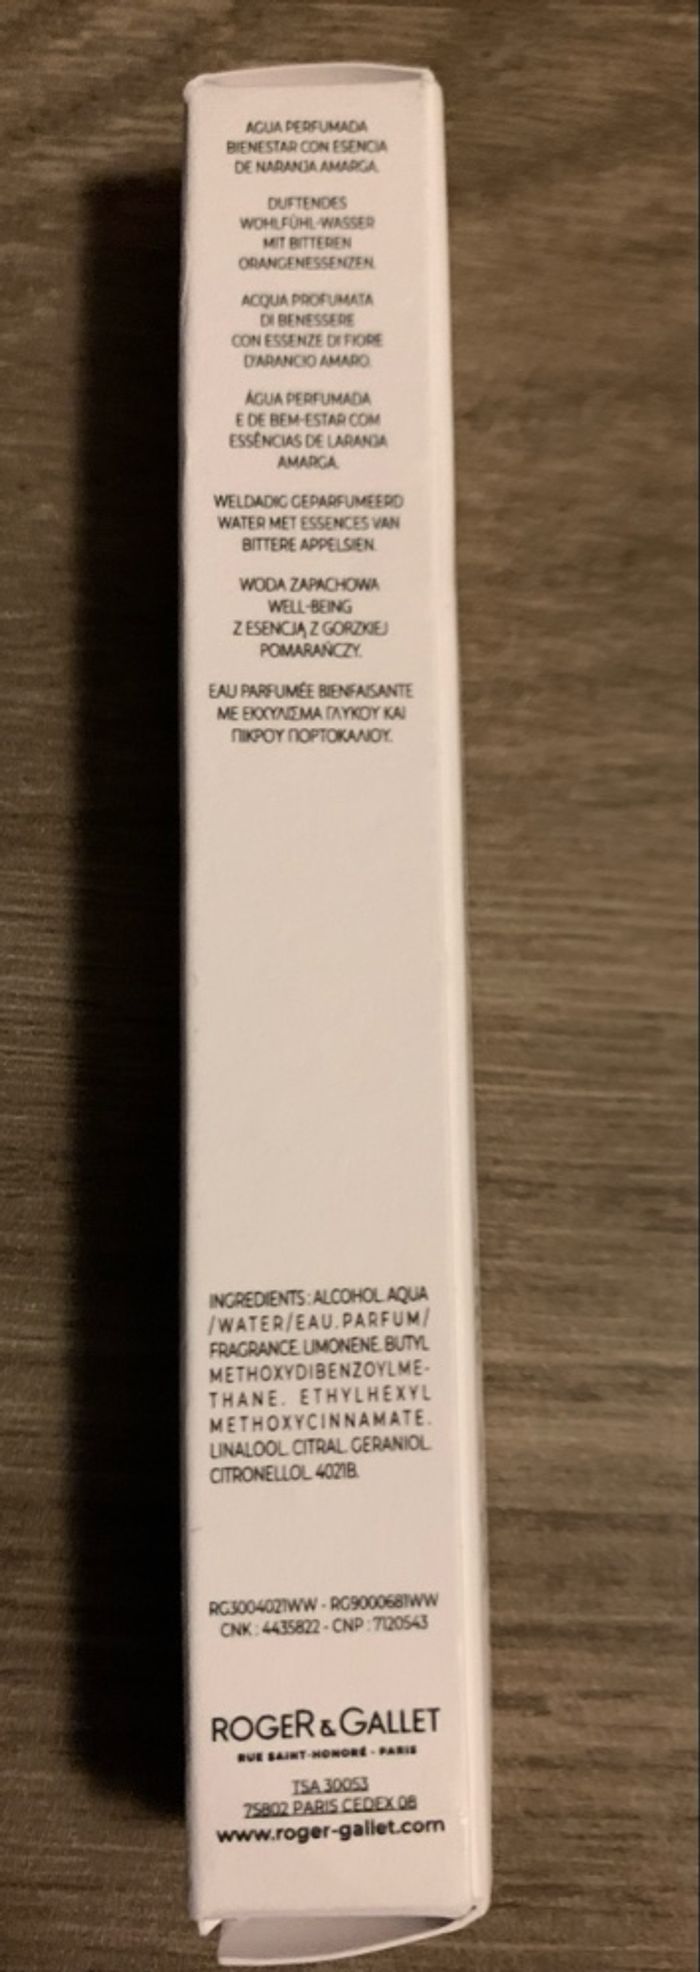 AGUA PERFUMADA
BIENESTAR CON ESENCIA
DE NARANJA AMARGA.
DUFTENDES
WOHLFÜHL-WASSER
MIT BITTEREN
ORANGENESSENZEN.
ACQUA PROFUMATA
DI BENESSERE
CON ESSENZE DI FIORE
D'ARANCIO AMARO.
ÁGUA PERFUMADA
E DE BEM-ESTAR COM
ESSÊNCIAS DE LARANJA
AMARGA.
WELDADIG GEPARFUMEERD
WATER MET ESSENCES VAN
BITTERE APPELSIEN.
WODA ZAPACHOWA
WELL-BEING
Z ESENCJĄ Z GORZKIEJ
POMARAŃCZY.
EAU PARFUMÉE BIENFAISANTE
ΜΕ ΕΚΧΥΛΙΣΜΑ ΓΛΥΚΟΥ ΚΑΙ
ΠΙΚΡΟΥ ΠΟΡΤΟΚΑΛΙΟΥ.
INGREDIENTS : ALCOHOL. AQUA
/WATER/EAU. PARFUM/
FRAGRANCE. LIMONENE. BUTYL
METHOXYDIBENZOYLME-
THANE. ETHYLHEXYL
METHOXYCINNAMATE.
LINALOOL. CITRAL. GERANIOL.
CITRONELLOL. 4021B.
RG3004021WW - RG9000681WW
CNK : 4435822 - CNP : 7120543
ROGER & GALLET
RUE SAINT-HONORÉ - PARIS
TSA 30053
75802 PARIS CEDEX 08
www.roger-gallet.com